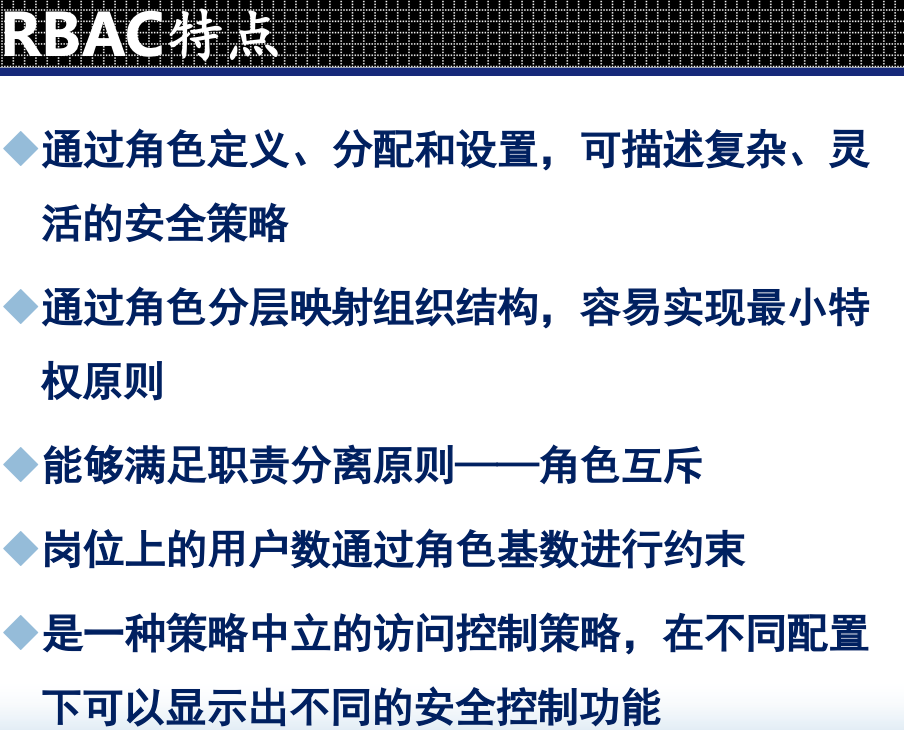 RBAC特点
通过角色定义、分配和设置，可描述复杂、灵
活的安全策略
通过角色分层映射组织结构，容易实现最小特
权原则
能够满足职责分离原则——角色互斥
岗位上的用户数通过角色基数进行约束
是一种策略中立的访问控制策略，在不同配置
下可以显示出不同的安全控制功能